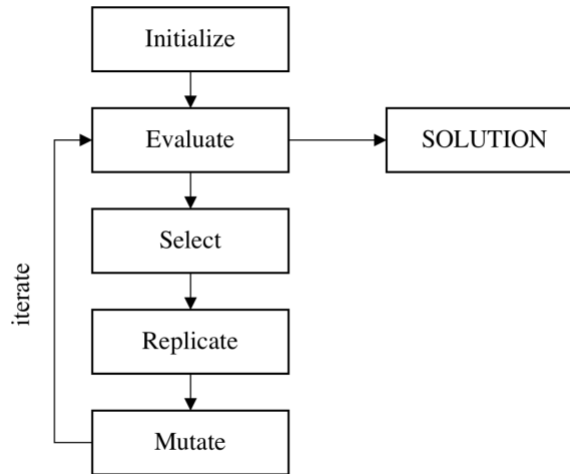 Initialize
Evaluate
SOLUTION
Select
Replicate
Mutate
iterate